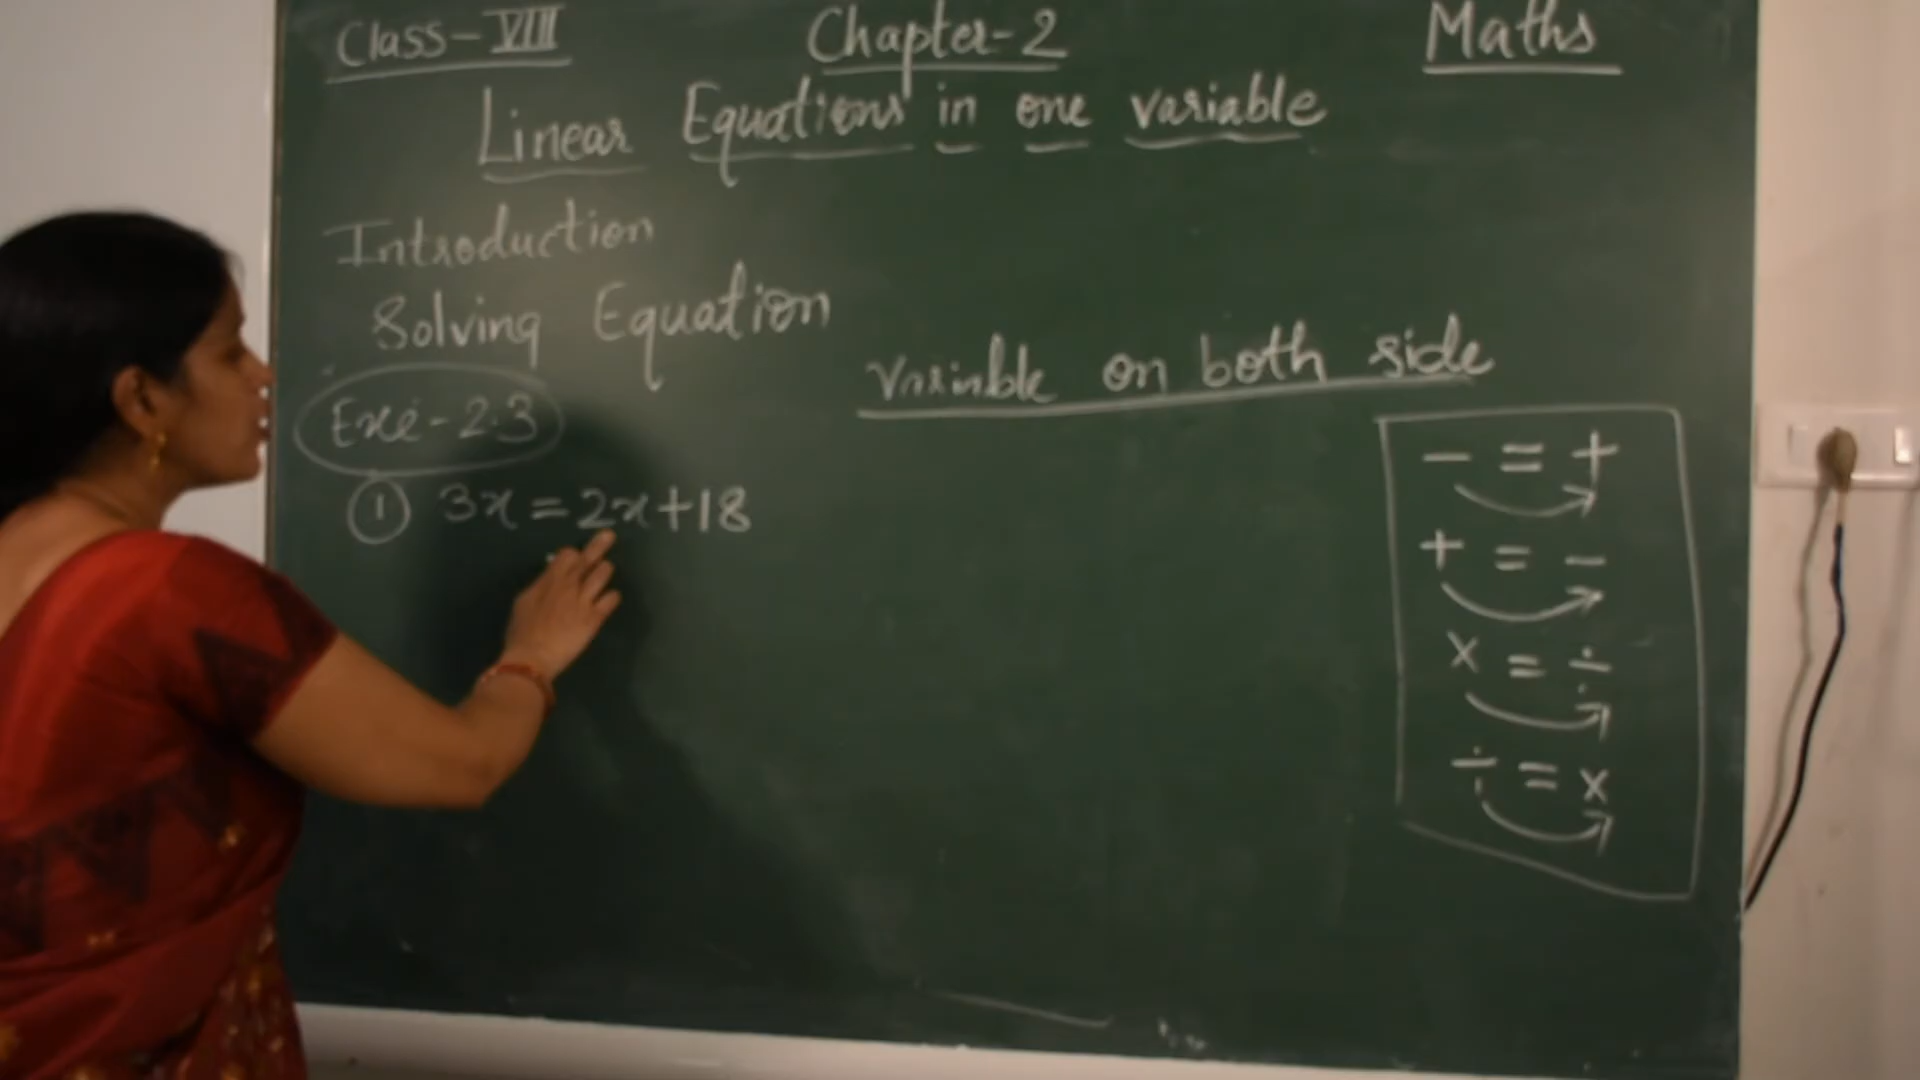 Class-VIII Chapter-2 Maths
Linear Equations in one variable
Introduction
Solving Equation
Variable on both side
Exe-2.3
① 3x = 2x+18
- = +
+ = -
x = ÷
÷ = x